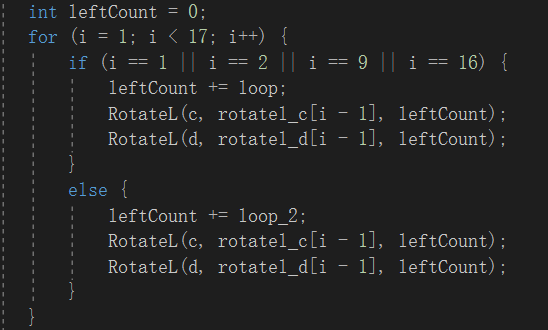 int leftCount = 0;
for (i = 1; i < 17; i++) {
if (i == 1 || i == 2 || i == 9 || i == 16) {
leftCount += loop;
RotateL(c, rotatel_c[i - 1], leftCount);
RotateL(d, rotatel_d[i - 1], leftCount);
}
else {
leftCount += loop_2;
RotateL(c, rotatel_c[i - 1], leftCount);
RotateL(d, rotatel_d[i - 1], leftCount);
}
}